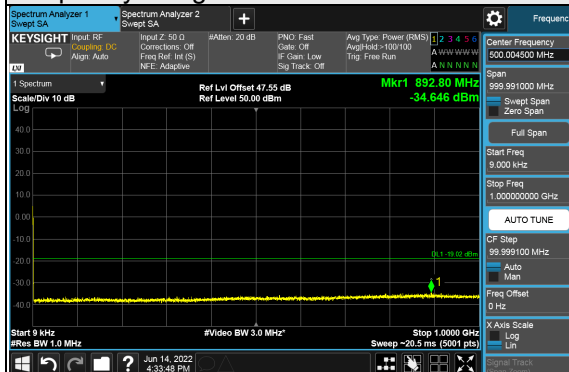 Spectrum Analyzer 1
Swept SA
Spectrum Analyzer 2
Swept SA
+
Frequenc
KEYSIGHT
Input: RF
Coupling: DC
Align: Auto
Input Z: 50 Ω
Corrections: Off
Freq Ref: Int (S)
NFE: Adaptive
#Atten: 20 dB
PNO: Fast
Gate: Off
IF Gain: Low
Sig Track: Off
Avg Type: Power (RMS)
Avg|Hold:>100/100
Trig: Free Run
1 2 3 4 5 6
A W W W W W
A N N N N N
LXI
1 Spectrum
Scale/Div 10 dB
Log
Ref Lvl Offset 47.55 dB
Ref Level 50.00 dBm
Mkr1 892.80 MHz
-34.646 dBm
40.0
30.0
20.0
10.0
0.00
-10.0
-20.0
-30.0
-40.0
DL1 -19.02 dBm
1
Start 9 kHz
#Res BW 1.0 MHz
#Video BW 3.0 MHz*
Stop 1.0000 GHz
Sweep ~20.5 ms (5001 pts)
?
Jun 14, 2022
4:33:48 PM
Center Frequency
500.004500 MHz
Span
999.991000 MHz
Swept Span
Zero Span
Full Span
Start Freq
9.000 kHz
Stop Freq
1.000000000 GHz
AUTO TUNE
CF Step
99.999100 MHz
Auto
Man
Freq Offset
0 Hz
X Axis Scale
Log
Lin
Signal Track